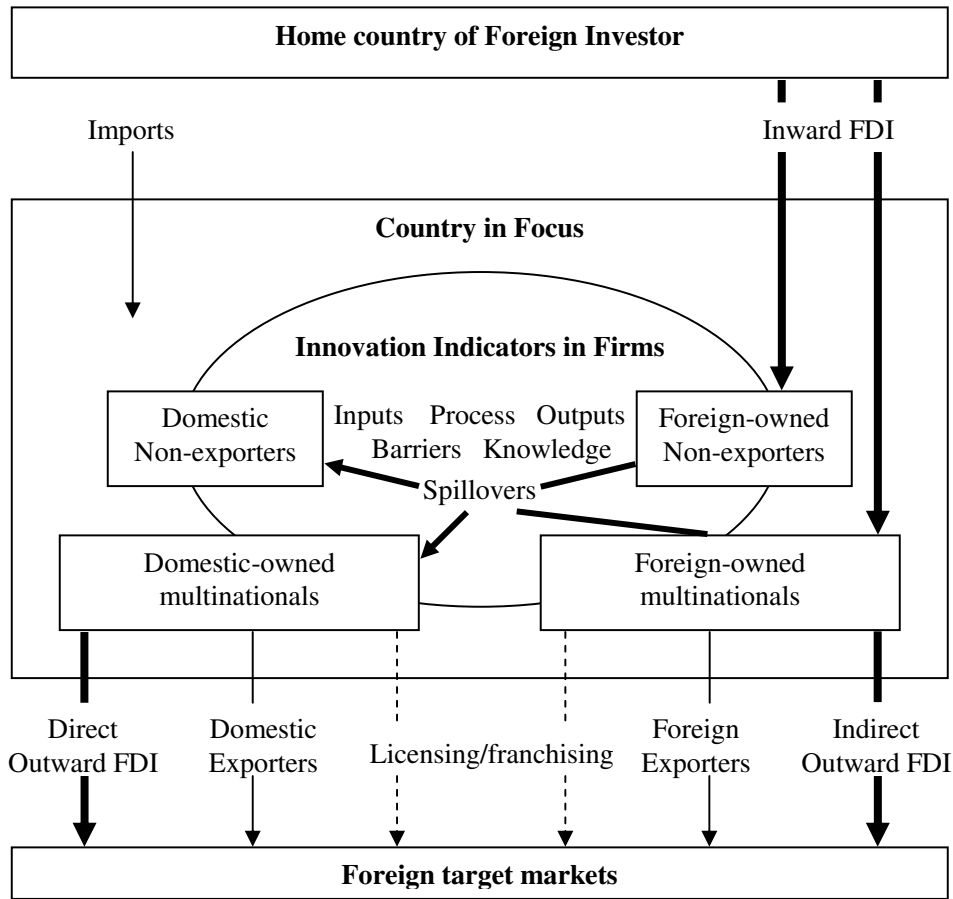 Home country of Foreign Investor
Imports
Inward FDI
Country in Focus
Innovation Indicators in Firms
Domestic
Non-exporters
Inputs Process Outputs
Barriers Knowledge
Spillovers
Foreign-owned
Non-exporters
Domestic-owned
multinationals
Foreign-owned
multinationals
Direct
Outward FDI
Domestic
Exporters
Licensing/franchising
Foreign
Exporters
Indirect
Outward FDI
Foreign target markets